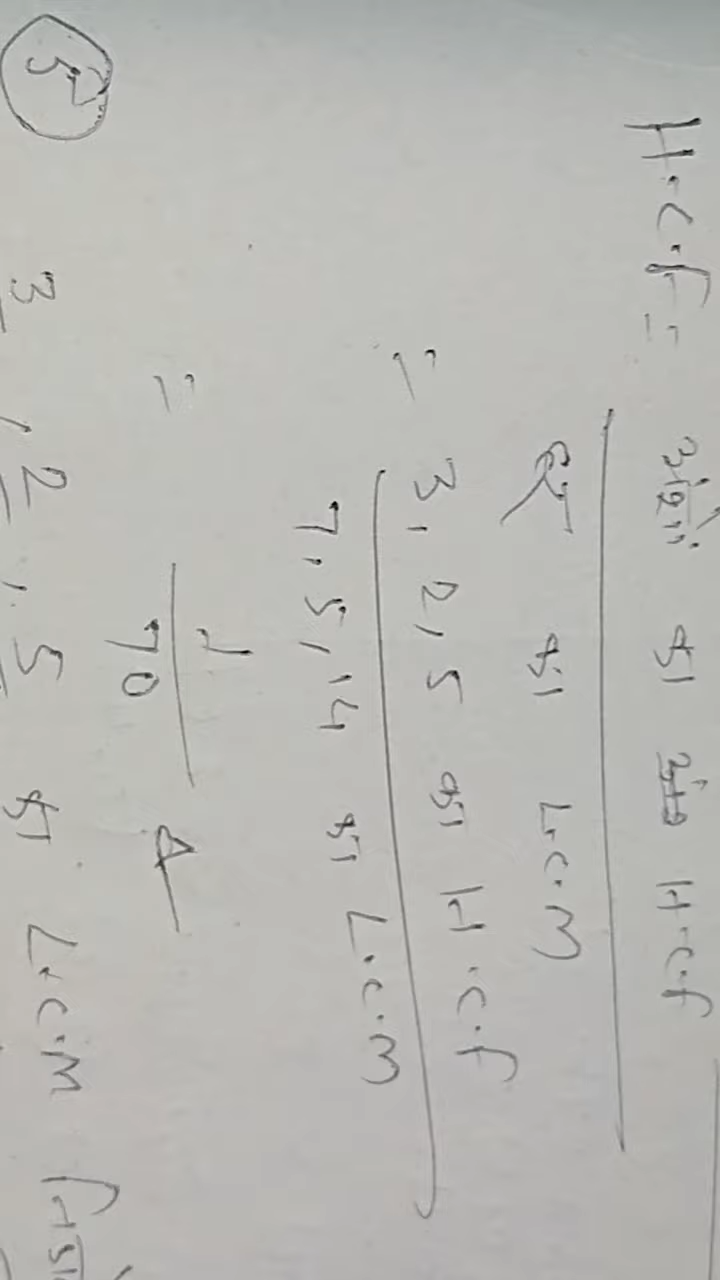 H.C.F = अंशों का H.C.F
हर का L.C.M
= 3, 2, 5 का H.C.F
7, 5, 14 का L.C.M
= 1
70
5 3, 2, 5 का L.C.M